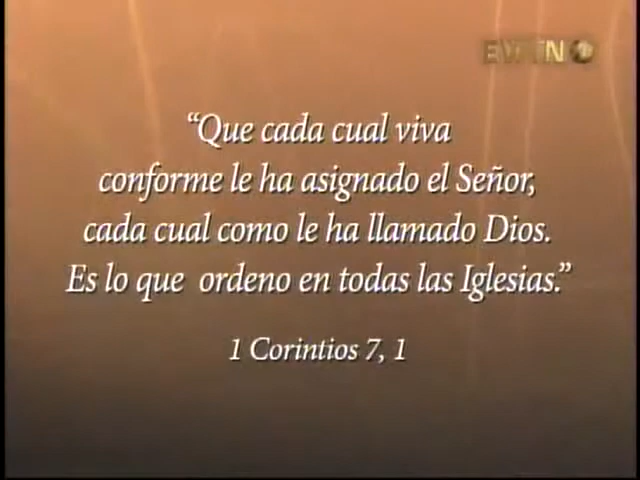 EWTN
“Que cada cual viva
conforme le ha asignado el Señor,
cada cual como le ha llamado Dios.
Es lo que ordeno en todas las Iglesias.”
1 Corintios 7, 1